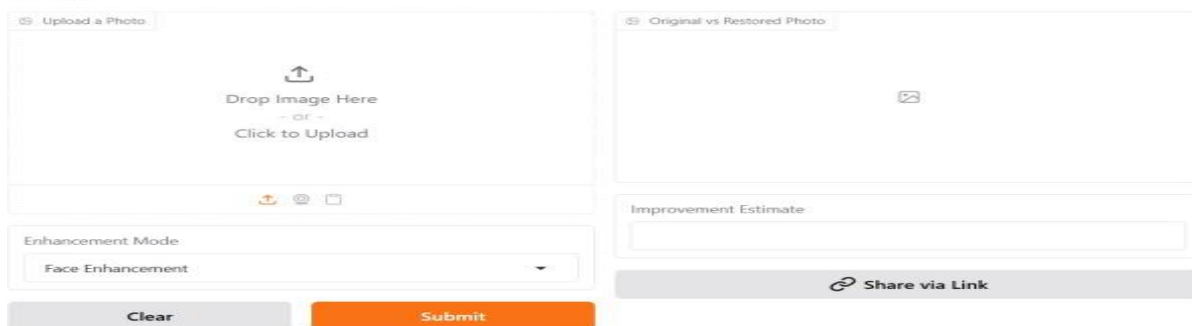 Upload a Photo
Drop Image Here
- or -
Click to Upload
Enhancement Mode
Face Enhancement
Clear
Submit
Original vs Restored Photo
Improvement Estimate
Share via Link